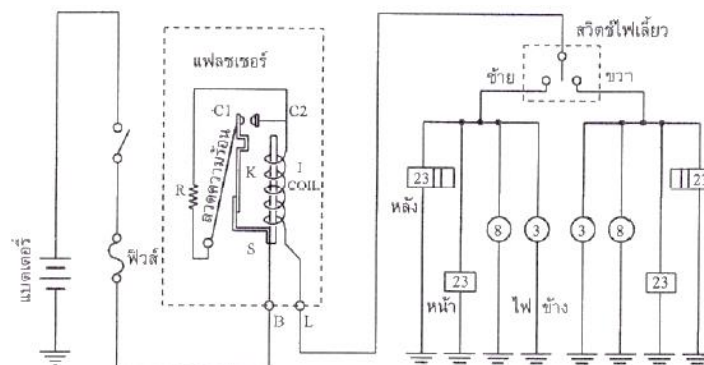 สวิตช์ไฟเลี้ยว
แฟลชเชอร์
ซ้าย
ขวา
C1
C2
ลวดความร้อน
K
I
COIL
R
S
B
L
แบตเตอรี่
ฟิวส์
23
หลัง
23
8
3
3
8
23
23
หน้า
ไฟ ข้าง